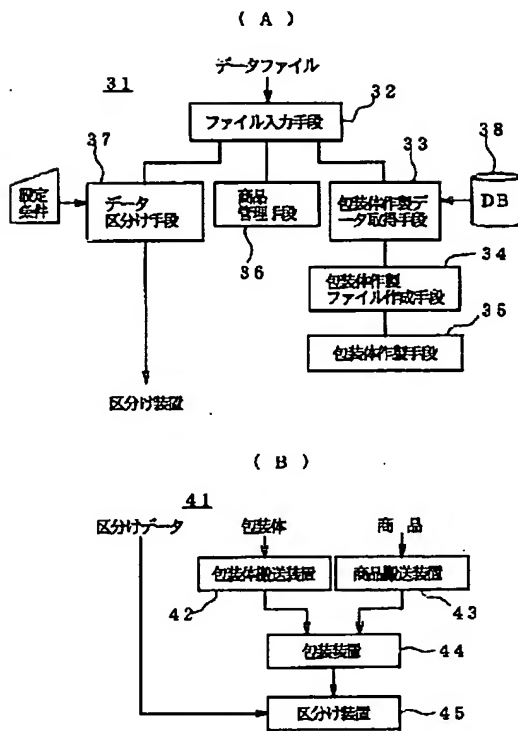 ( A )
データファイル
31
32
ファイル入力手段
37
33
38
設定
条件
データ
区分け手段
商品
管理手段
包装体作製デ
ータ取得手段
DB
36
34
包装体作製
ファイル作成手段
35
包装体作製手段
区分け装置
( B )
41
区分けデータ
包装体
商 品
包装体搬送装置
商品搬送装置
42
43
包装装置
44
区分け装置
45